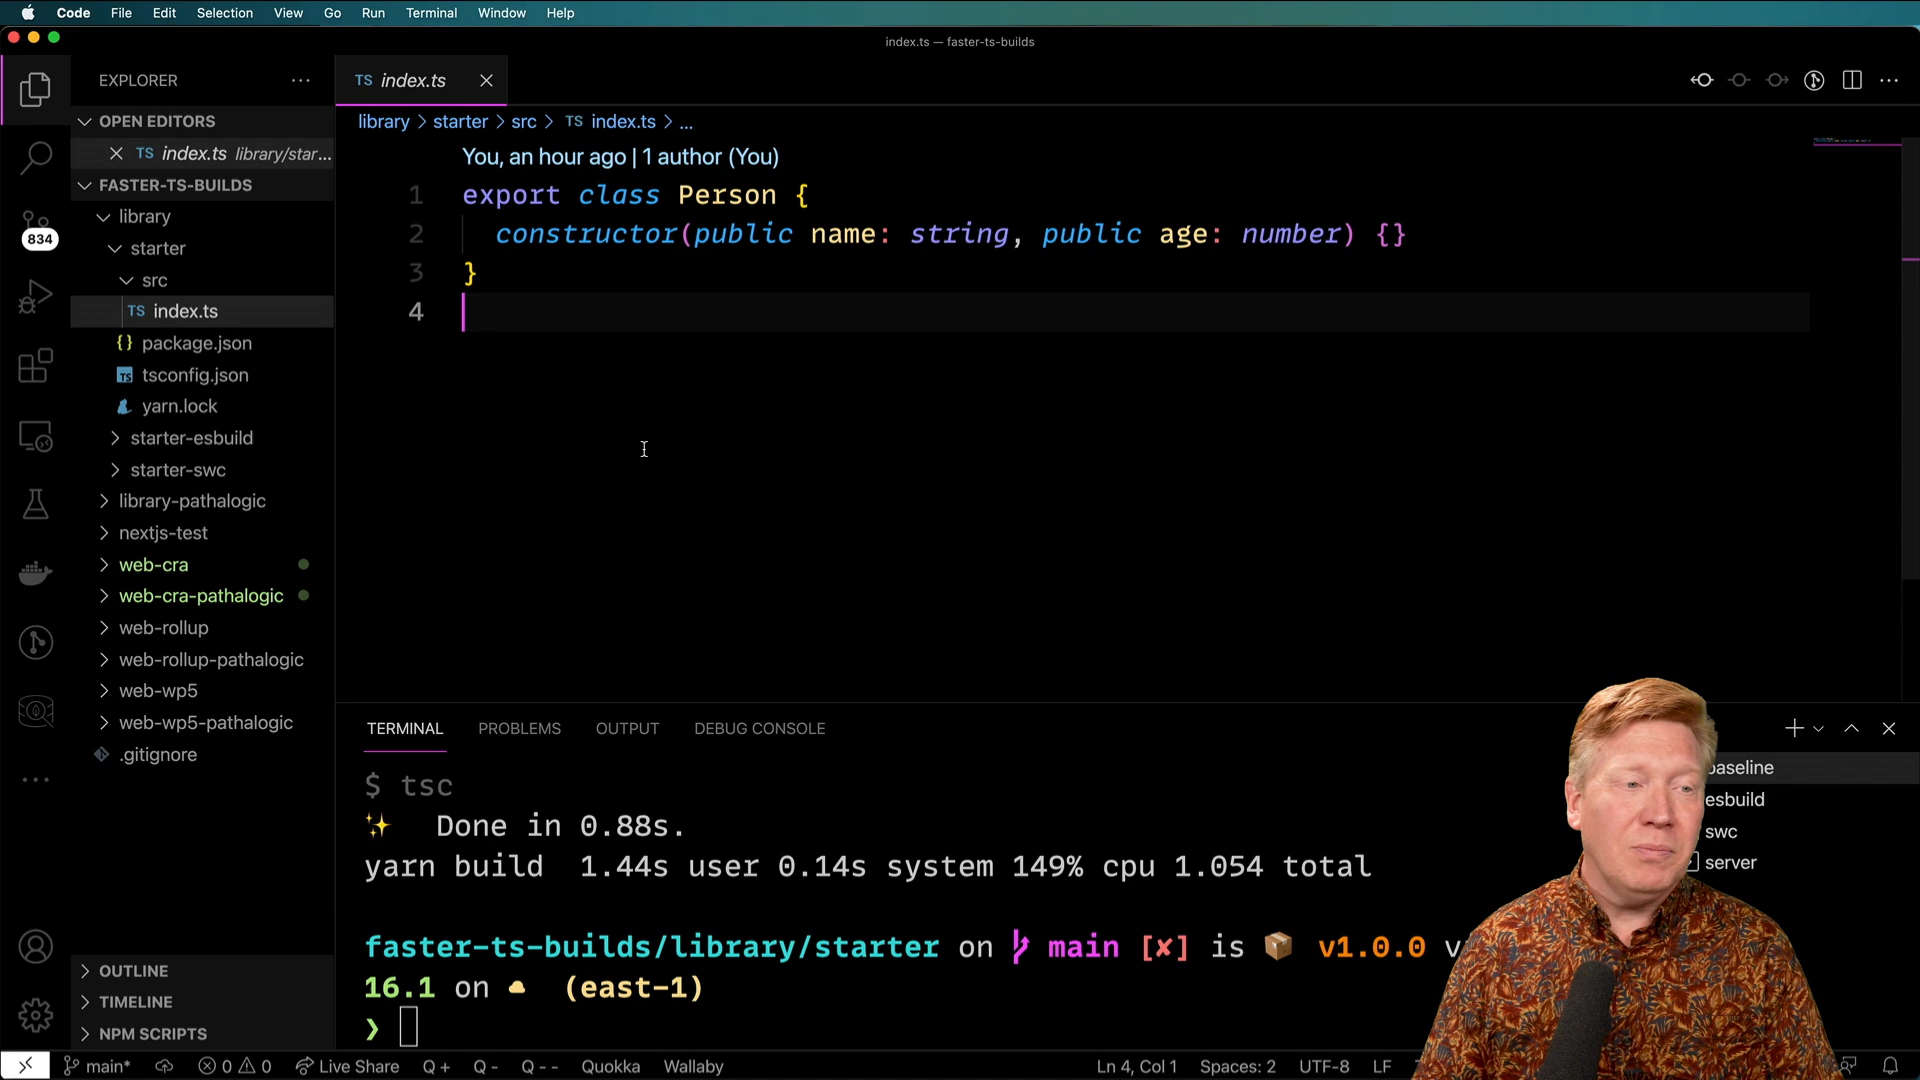 Code File Edit Selection View Go Run Terminal Window Help
index.ts — faster-ts-builds
EXPLORER
OPEN EDITORS
TS index.ts library/star...
FASTER-TS-BUILDS
library
starter
src
TS index.ts
{} package.json
TS tsconfig.json
yarn.lock
starter-esbuild
starter-swc
library-pathalogic
nextjs-test
web-cra
web-cra-pathalogic
web-rollup
web-rollup-pathalogic
web-wp5
web-wp5-pathalogic
.gitignore
OUTLINE
TIMELINE
NPM SCRIPTS
834
TS index.ts
library > starter > src > TS index.ts > ...
You, an hour ago | 1 author (You)
1 export class Person {
2 constructor(public name: string, public age: number) {}
3 }
4
TERMINAL PROBLEMS OUTPUT DEBUG CONSOLE
$ tsc
✨ Done in 0.88s.
yarn build 1.44s user 0.14s system 149% cpu 1.054 total
faster-ts-builds/library/starter on main [✘] is 📦 v1.0.0 v
16.1 on (east-1)
❯
baseline
esbuild
swc
server
main* 0 0 Live Share Q+ Q- Q-- Quokka Wallaby Ln 4, Col 1 Spaces: 2 UTF-8 LF